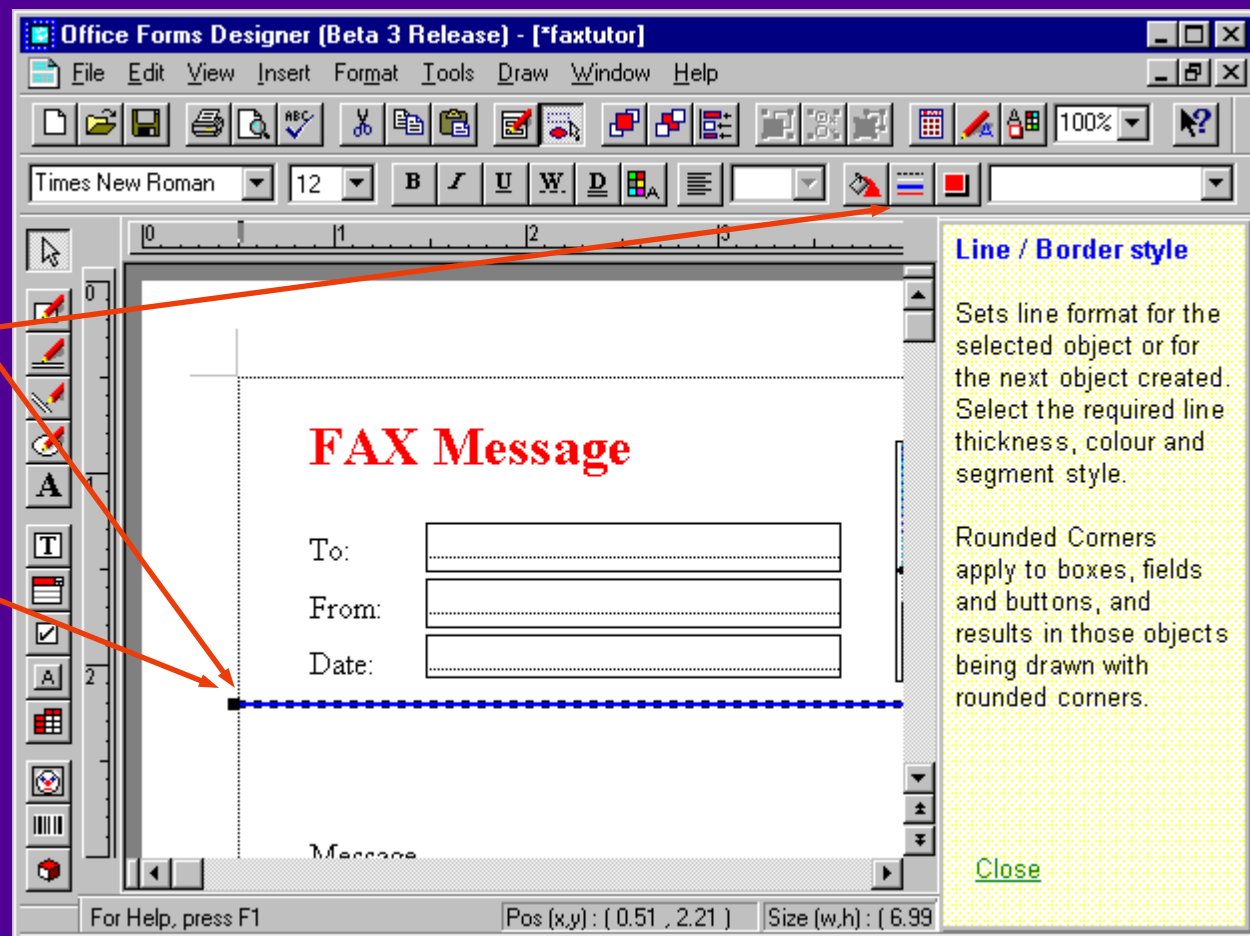 Office Forms Designer (Beta 3 Release) - [*faxtutor]
File Edit View Insert Format Tools Draw Window Help
ABC 100%
Times New Roman 12 B I U W. D A
0 1 2 3
Line / Border style
0
Sets line format for the
selected object or for
the next object created.
Select the required line
thickness, colour and
segment style.
FAX Message
A
1
Rounded Corners
apply to boxes, fields
and buttons, and
results in those objects
being drawn with
rounded corners.
T
To:
From:
Date:
A
2
Message
Close
For Help, press F1 Pos (x,y) : ( 0.51 , 2.21 ) Size (w,h) : ( 6.99